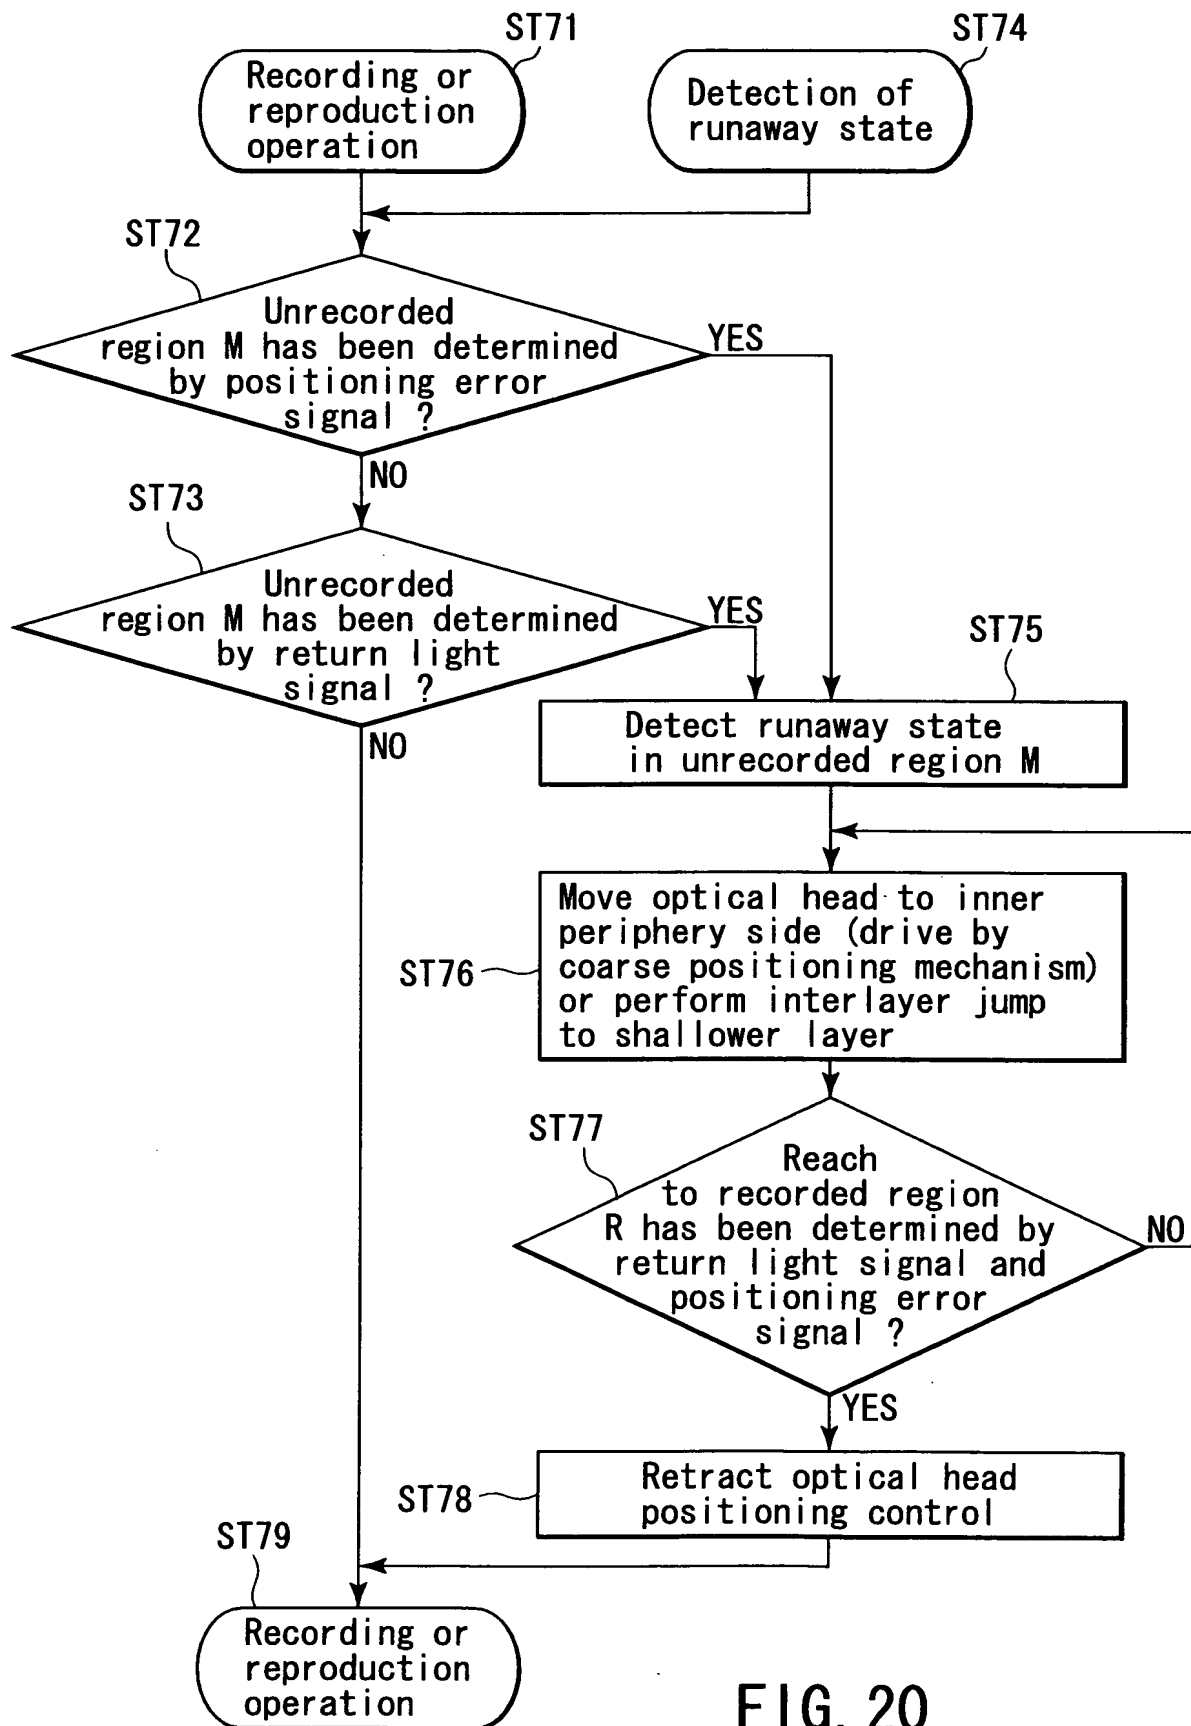 ST71
Recording or
reproduction
operation
ST74
Detection of
runaway state
ST72
Unrecorded
region M has been determined
by positioning error
signal ?
YES
NO
ST73
Unrecorded
region M has been determined
by return light
signal ?
YES
NO
ST75
Detect runaway state
in unrecorded region M
ST76
Move optical head to inner
periphery side (drive by
coarse positioning mechanism)
or perform interlayer jump
to shallower layer
ST77
Reach
to recorded region
R has been determined by
return light signal and
positioning error
signal ?
NO
YES
ST78
Retract optical head
positioning control
ST79
Recording or
reproduction
operation
FIG. 20